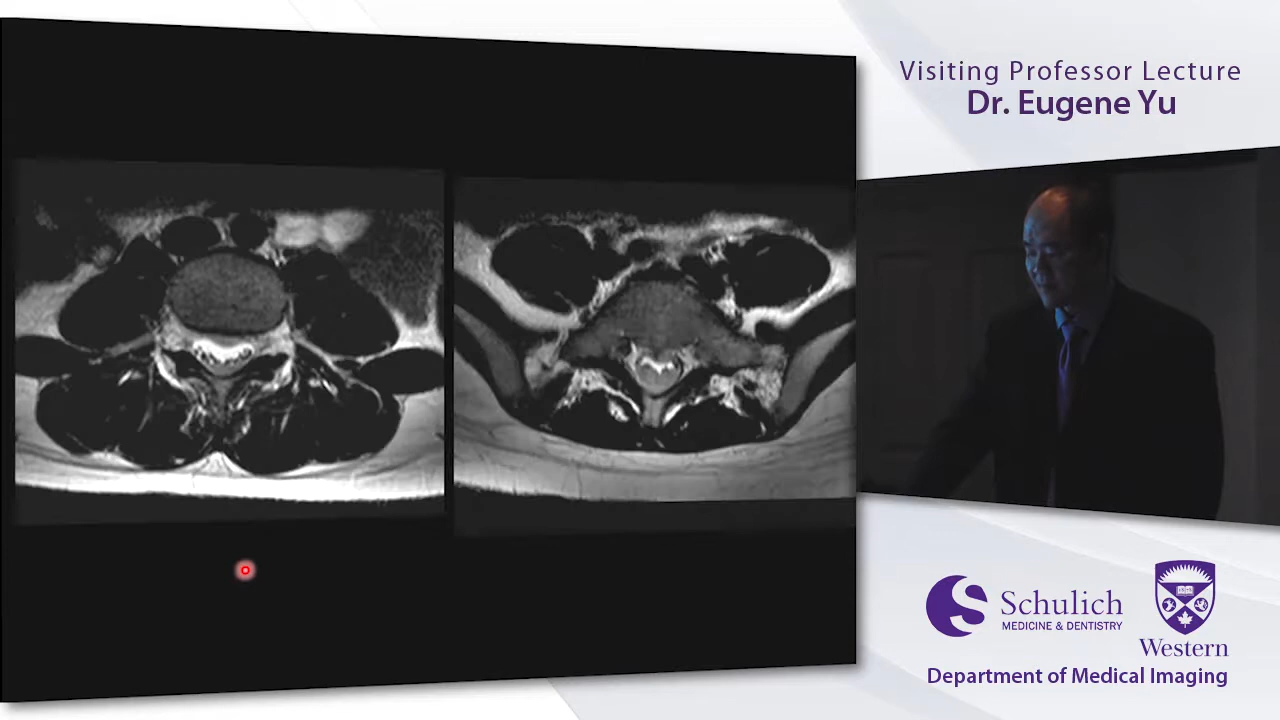 Visiting Professor Lecture
Dr. Eugene Yu
Schulich
MEDICINE & DENTISTRY
Western
Department of Medical Imaging